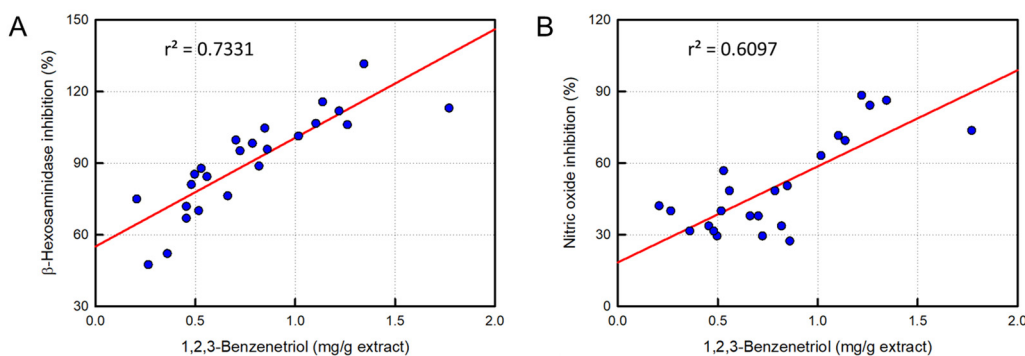 A
r² = 0.7331
β-Hexosaminidase inhibition (%)
150
120
90
60
30
0.0 0.5 1.0 1.5 2.0
1,2,3-Benzenetriol (mg/g extract)
B
r² = 0.6097
Nitric oxide inhibition (%)
120
90
60
30
0
0.0 0.5 1.0 1.5 2.0
1,2,3-Benzenetriol (mg/g extract)